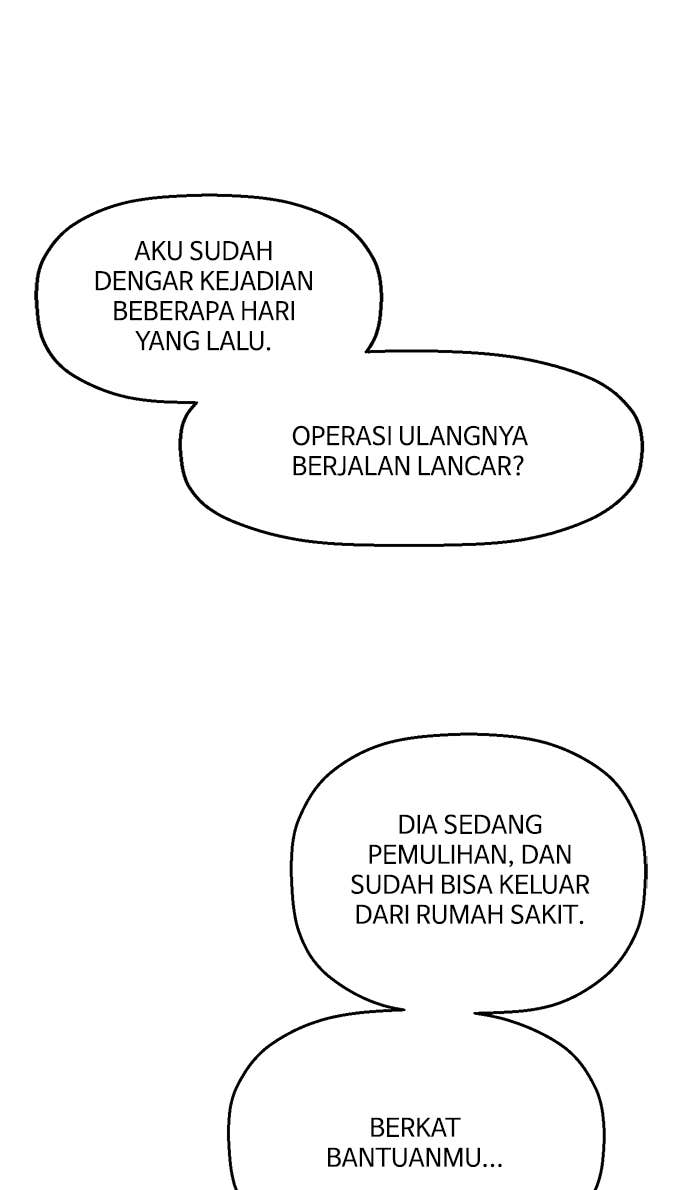 AKU SUDAH
DENGAR KEJADIAN
BEBERAPA HARI
YANG LALU.
OPERASI ULANGNYA
BERJALAN LANCAR?
DIA SEDANG
PEMULIHAN, DAN
SUDAH BISA KELUAR
DARI RUMAH SAKIT.
BERKAT
BANTUANMU...